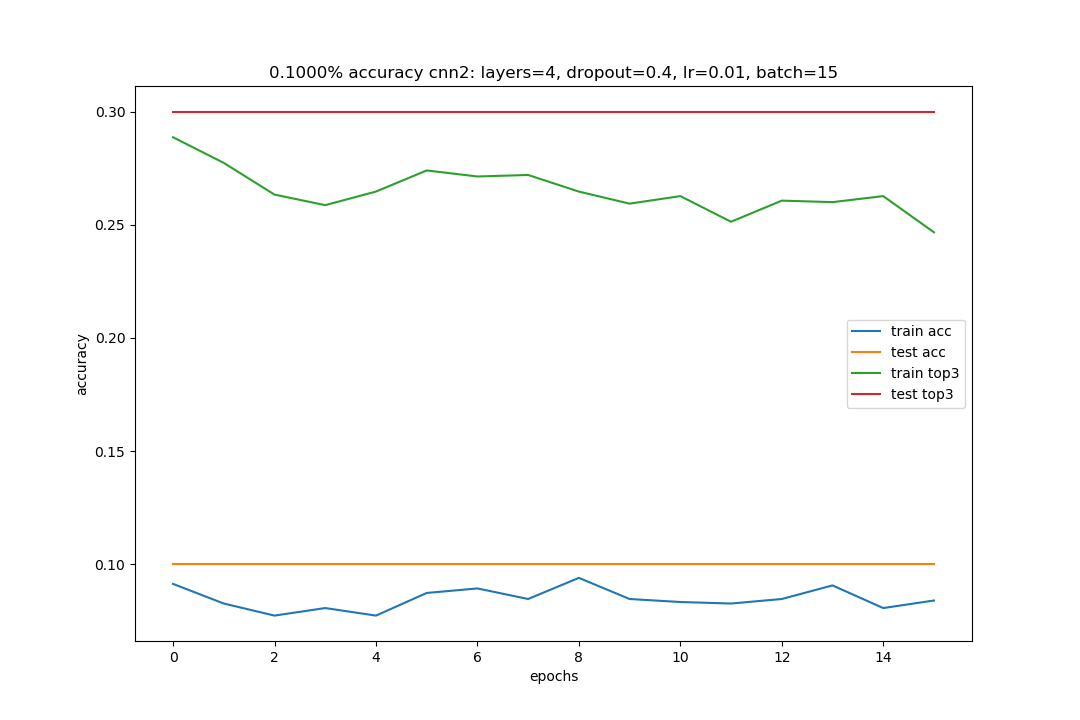 0.1000% accuracy cnn2: layers=4, dropout=0.4, lr=0.01, batch=15
0.30
0.25
0.20
0.15
0.10
accuracy
train acc
test acc
train top3
test top3
0 2 4 6 8 10 12 14
epochs